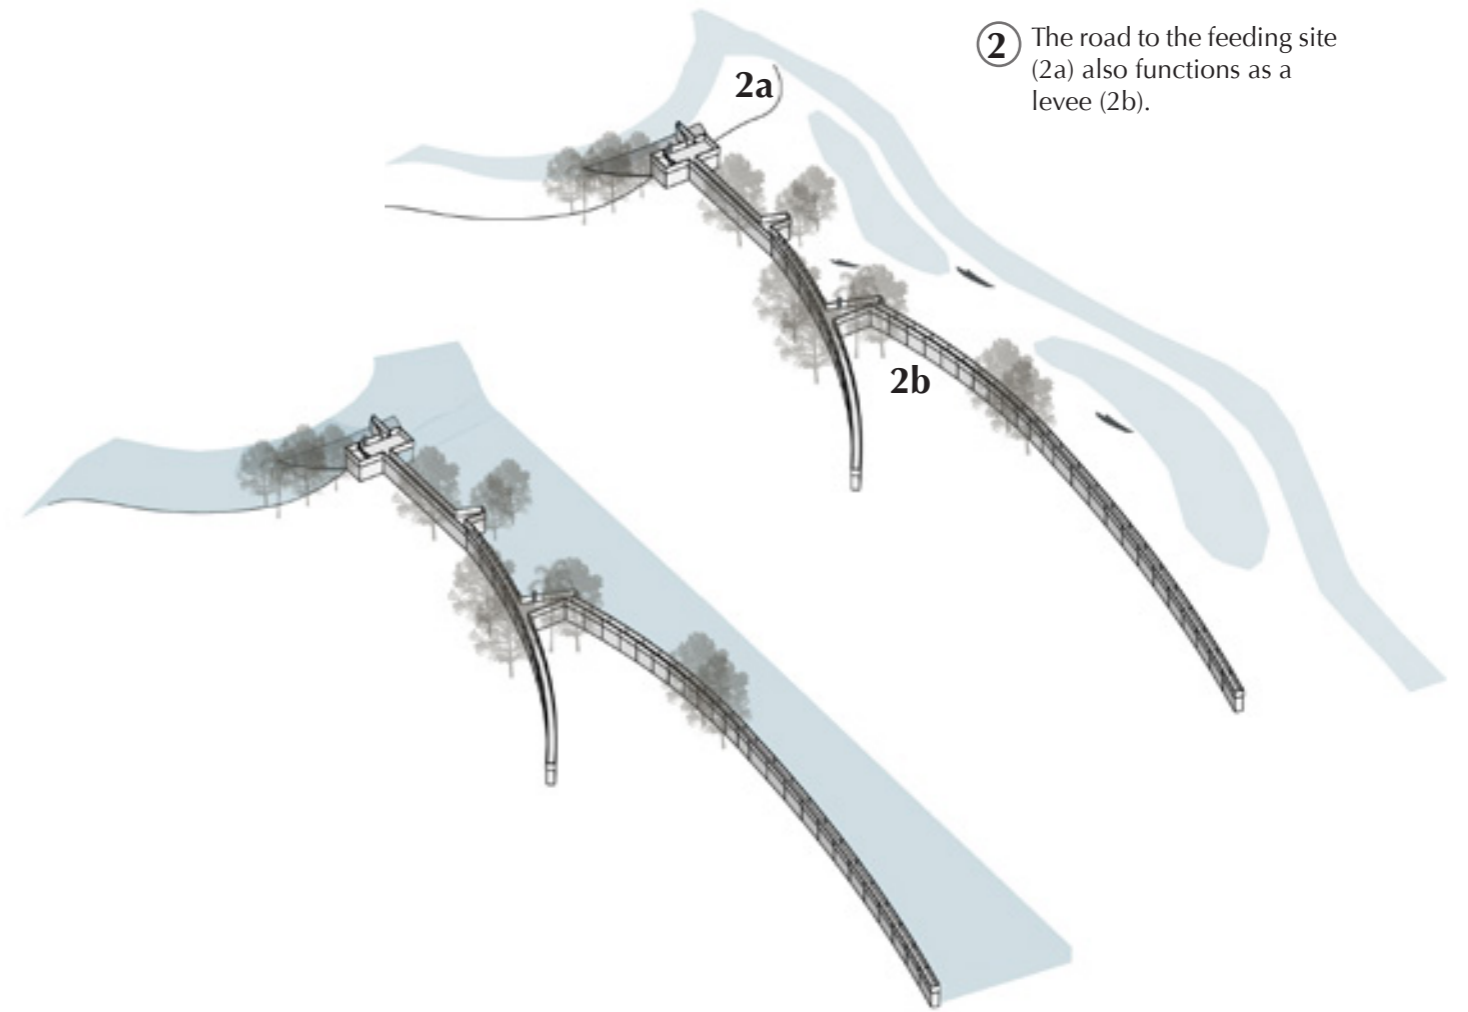 2 The road to the feeding site
(2a) also functions as a
levee (2b).
2a
2b